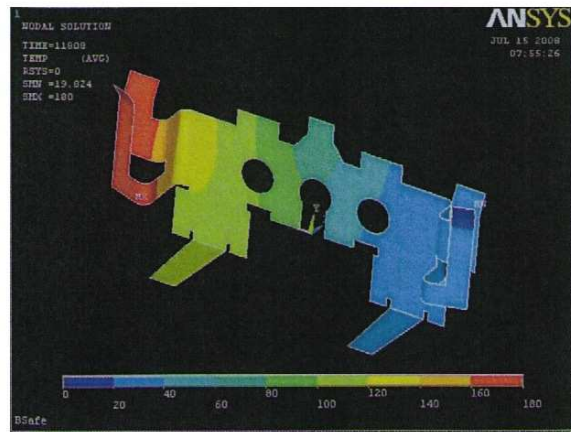 1
NODAL SOLUTION
TIME=11808
TEMP (AVG)
RSYS=0
SMN =19.824
SMX =180
ANSYS
JUL 15 2008
07:55:26
MX
Y
0 20 40 60 80 100 120 140 160 180
BSafe